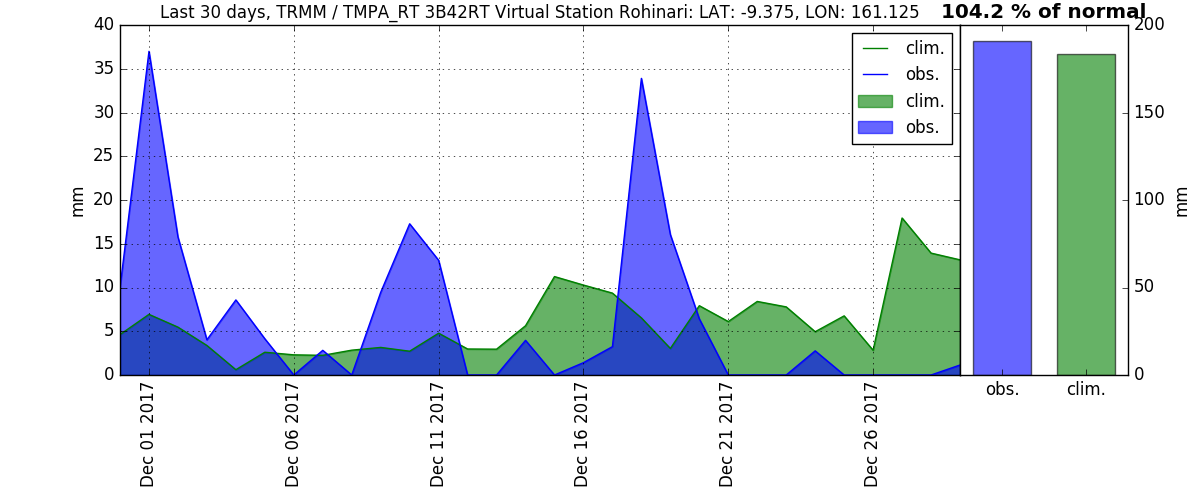 Last 30 days, TRMM / TMPA_RT 3B42RT Virtual Station Rohinari: LAT: -9.375, LON: 161.125
104.2 % of normal
40
35
30
25
20
15
10
5
0
mm
clim.
obs.
clim.
obs.
200
150
100
50
0
mm
Dec 01 2017
Dec 06 2017
Dec 11 2017
Dec 16 2017
Dec 21 2017
Dec 26 2017
obs.
clim.